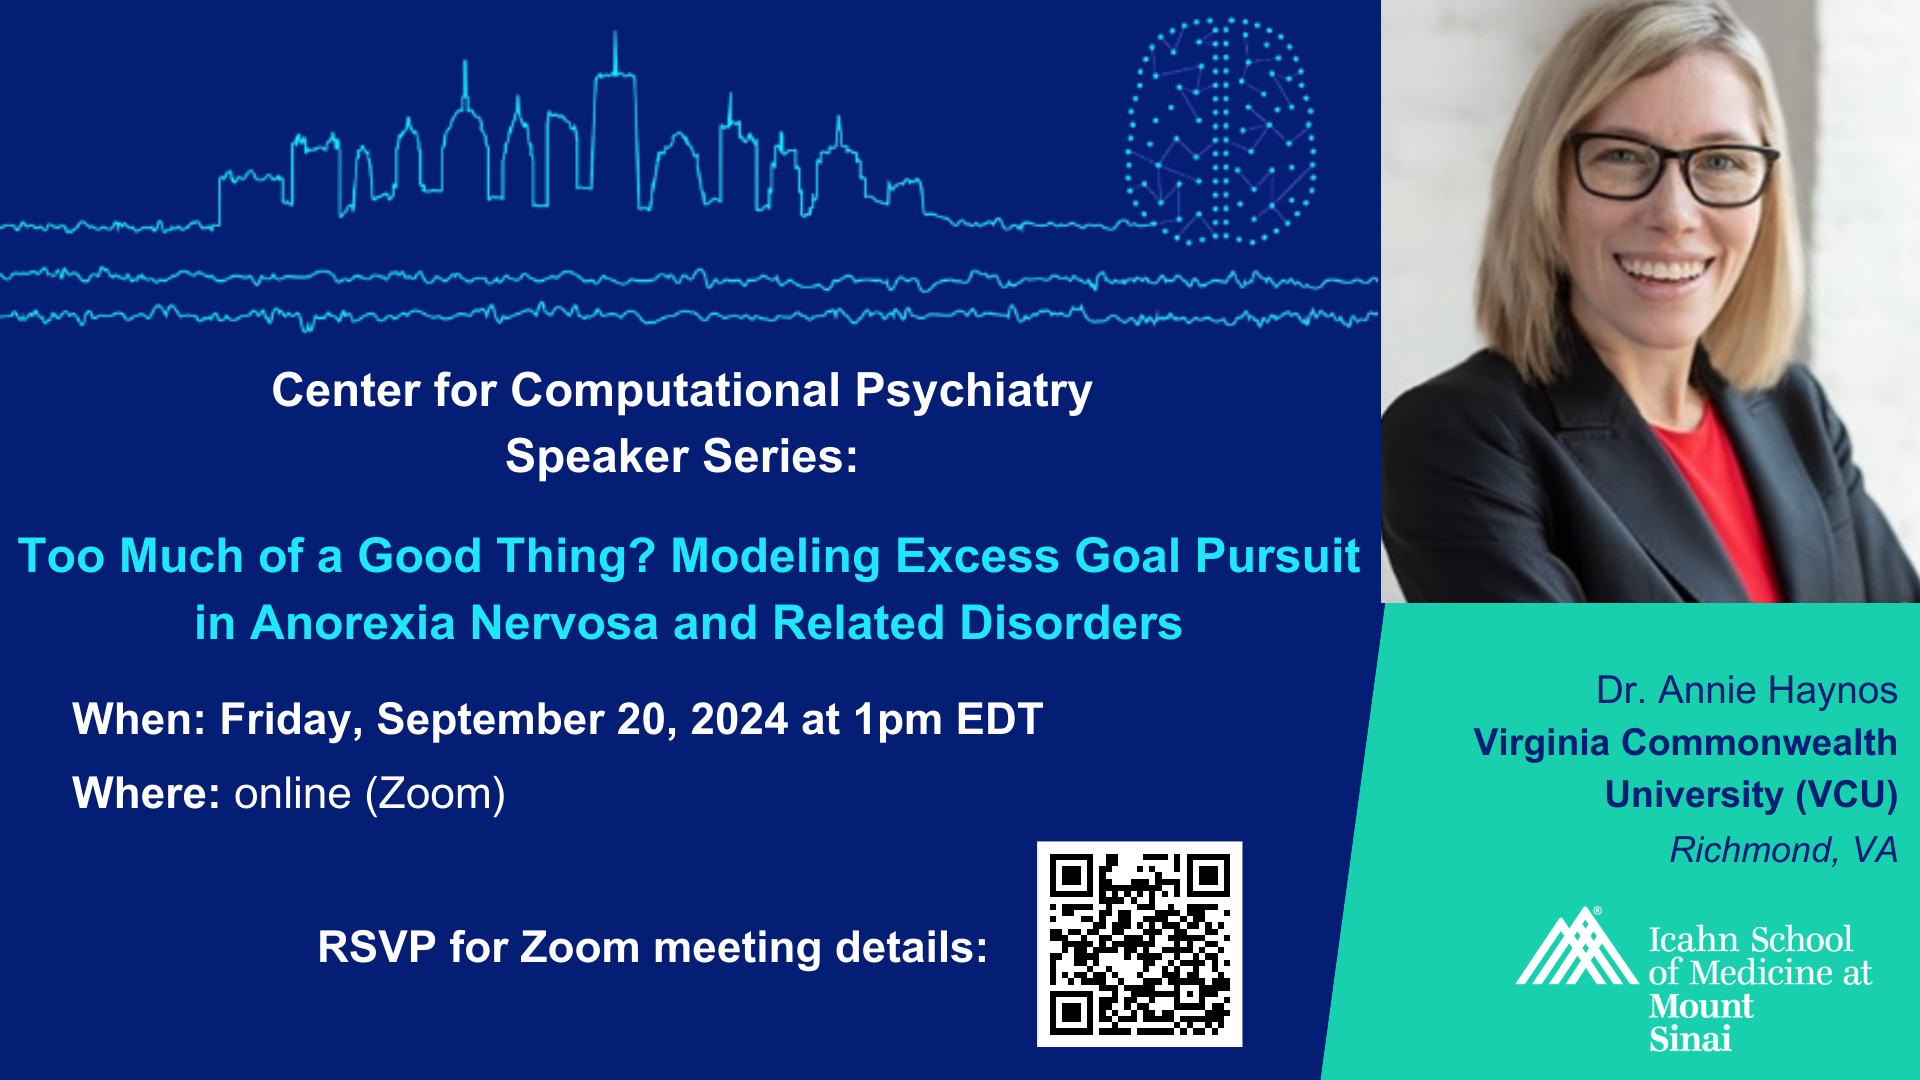 Center for Computational Psychiatry
Speaker Series:
Too Much of a Good Thing? Modeling Excess Goal Pursuit
in Anorexia Nervosa and Related Disorders
When: Friday, September 20, 2024 at 1pm EDT
Where: online (Zoom)
RSVP for Zoom meeting details:
Dr. Annie Haynos
Virginia Commonwealth
University (VCU)
Richmond, VA
®
Icahn School
of Medicine at
Mount
Sinai